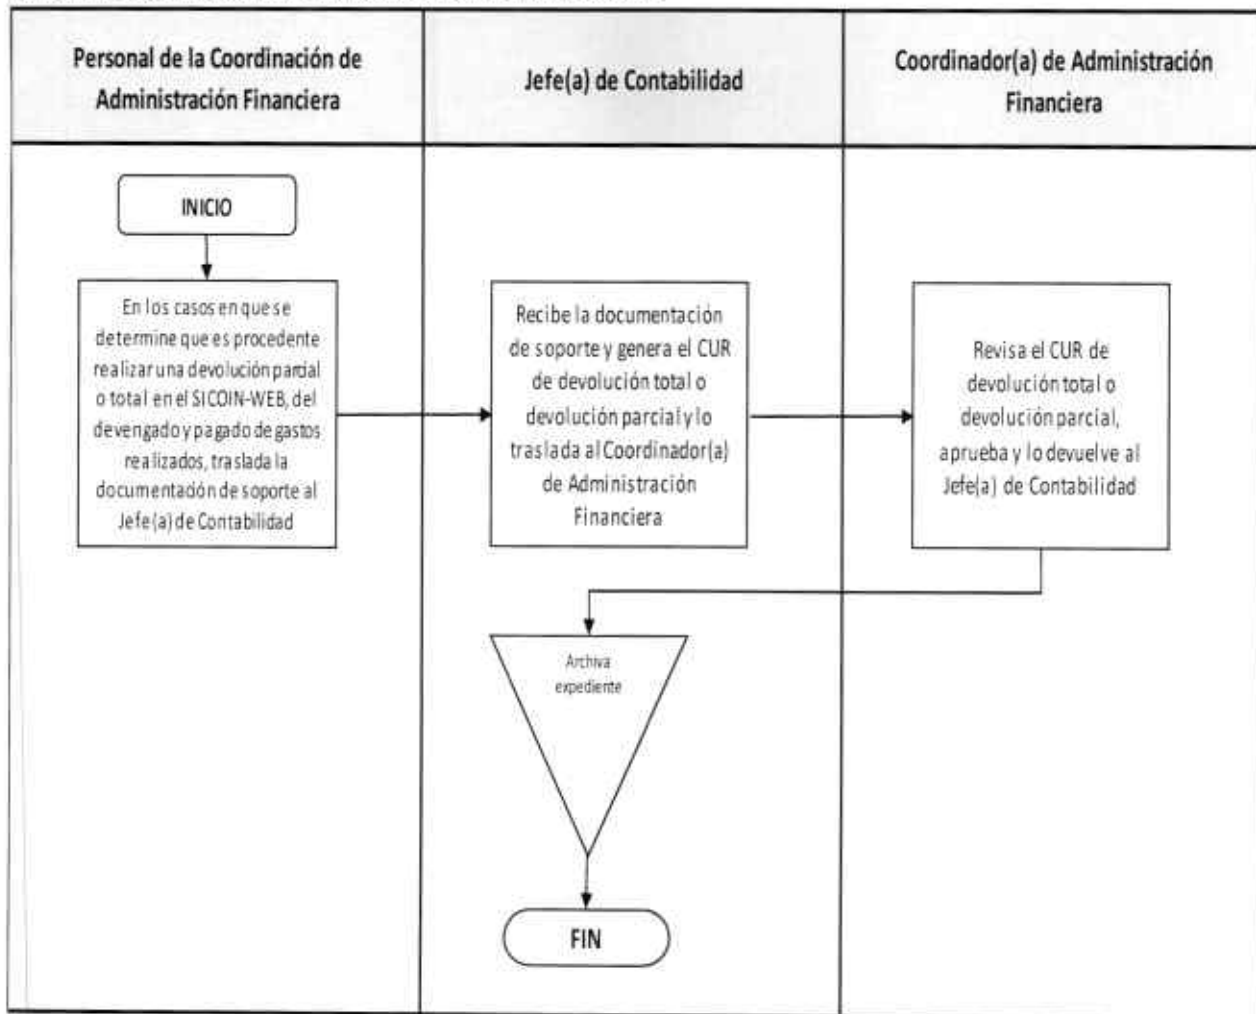 Personal de la Coordinación de
Administración Financiera
Jefe(a) de Contabilidad
Coordinador(a) de Administración
Financiera
INICIO
En los casos en que se
determine que es procedente
realizar una devolución parcial
o total en el SICOIN-WEB, del
devengado y pagado de gastos
realizados, traslada la
documentación de soporte al
Jefe(a) de Contabilidad
Recibe la documentación
de soporte y genera el CUR
de devolución total o
devolución parcial y lo
traslada al Coordinador(a)
de Administración
Financiera
Revisa el CUR de
devolución total o
devolución parcial,
aprueba y lo devuelve al
Jefe(a) de Contabilidad
Archiva
expediente
FIN